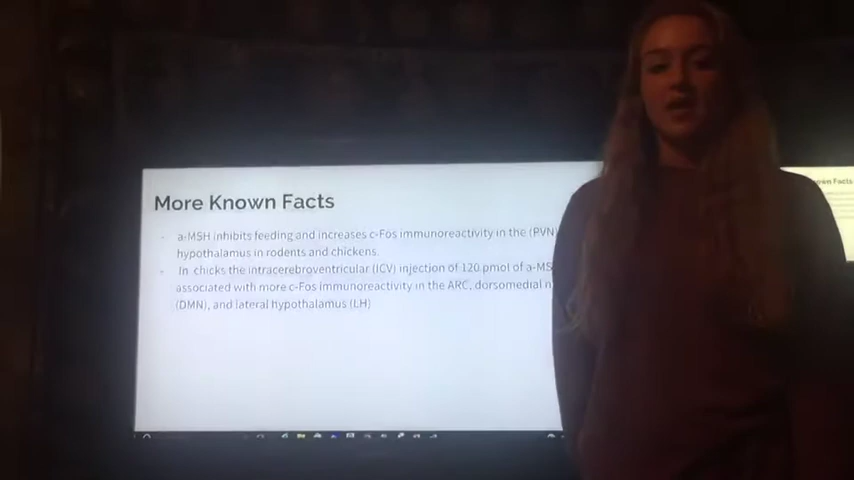 More Known Facts
- a-MSH inhibits feeding and increases c-Fos immunoreactivity in the (PVN)
hypothalamus in rodents and chickens.
- In chicks the intracerebroventricular (ICV) injection of 120 pmol of a-MS
associated with more c-Fos immunoreactivity in the ARC, dorsomedial n
(DMN), and lateral hypothalamus (LH)
Facts